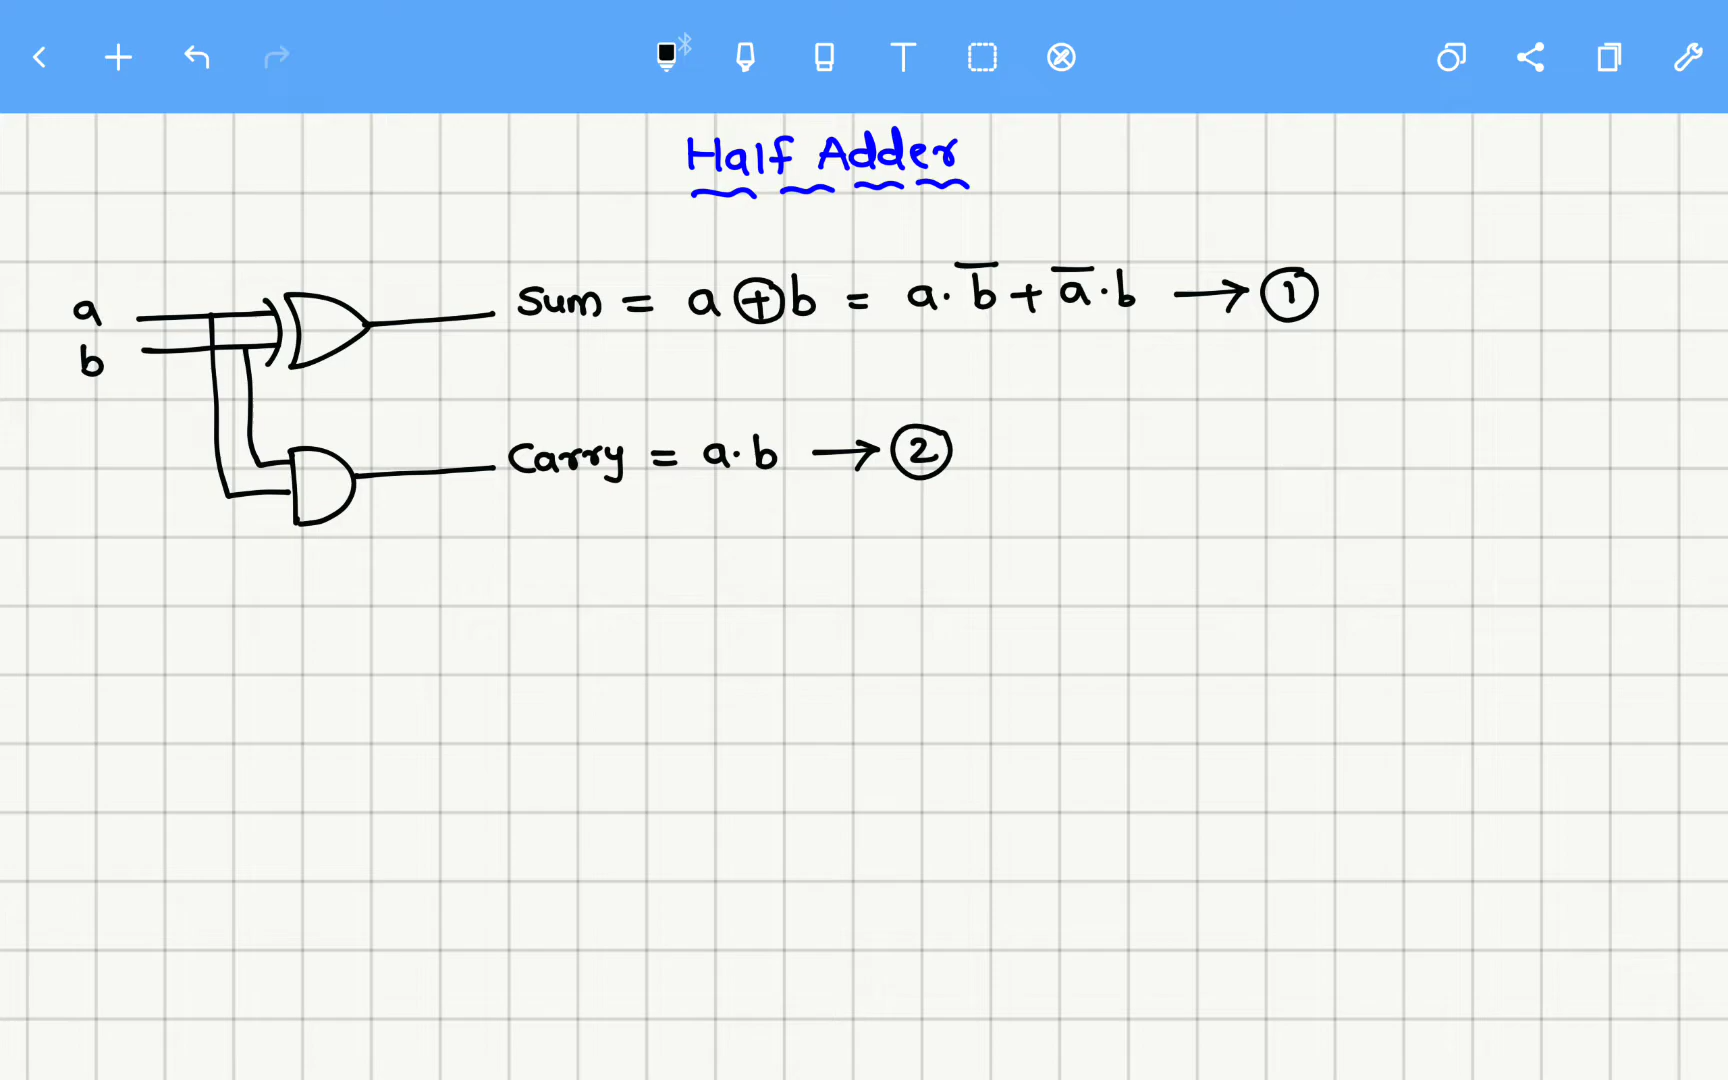 Half Adder
a
b
Sum = a ⊕ b = a · b̅ + a̅ · b → ①
Carry = a · b → ②